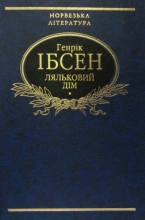 НОРВЕЗЬКА
ЛІТЕРАТУРА
Генрік
ІБСЕН
ЛЯЛЬКОВИЙ
ДІМ